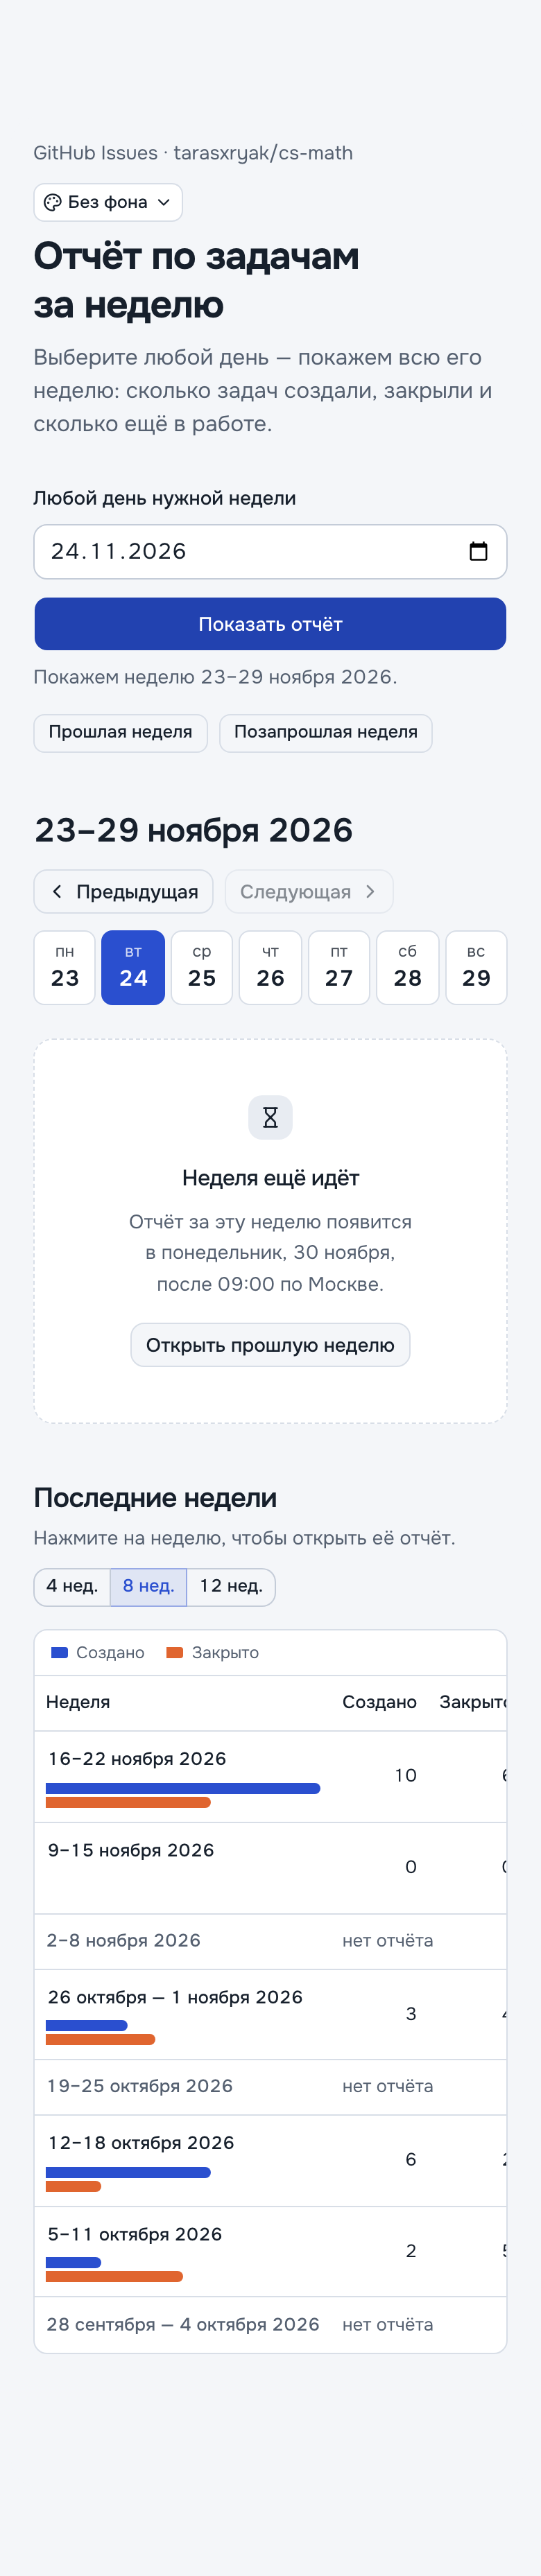 GitHub Issues · tarasxryak/cs-math
Без фона
Отчёт по задачам
за неделю
Выберите любой день — покажем всю его
неделю: сколько задач создали, закрыли и
сколько ещё в работе.
Любой день нужной недели
24.11.2026
Показать отчёт
Покажем неделю 23–29 ноября 2026.
Прошлая неделя Позапрошлая неделя
23–29 ноября 2026
Предыдущая Следующая
пн вт ср чт пт сб вс
23 24 25 26 27 28 29
Неделя ещё идёт
Отчёт за эту неделю появится
в понедельник, 30 ноября,
после 09:00 по Москве.
Открыть прошлую неделю
Последние недели
Нажмите на неделю, чтобы открыть её отчёт.
4 нед. 8 нед. 12 нед.
Создано Закрыто
Неделя Создано
16–22 ноября 2026 10
9–15 ноября 2026 0
2–8 ноября 2026 нет отчёта
26 октября — 1 ноября 2026 3
19–25 октября 2026 нет отчёта
12–18 октября 2026 6
5–11 октября 2026 2
28 сентября — 4 октября 2026 нет отчёта